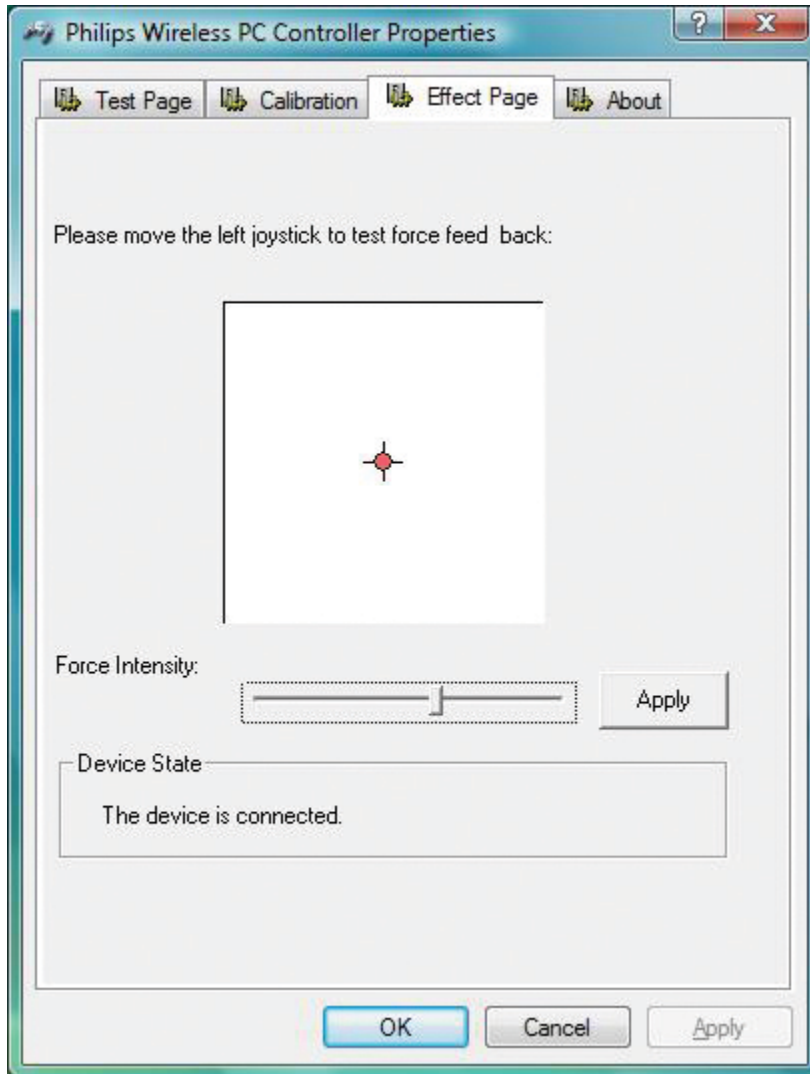 Philips Wireless PC Controller Properties
? X
Test Page Calibration Effect Page About
Please move the left joystick to test force feed  back:
Force Intensity:
Apply
Device State
The device is connected.
OK Cancel Apply